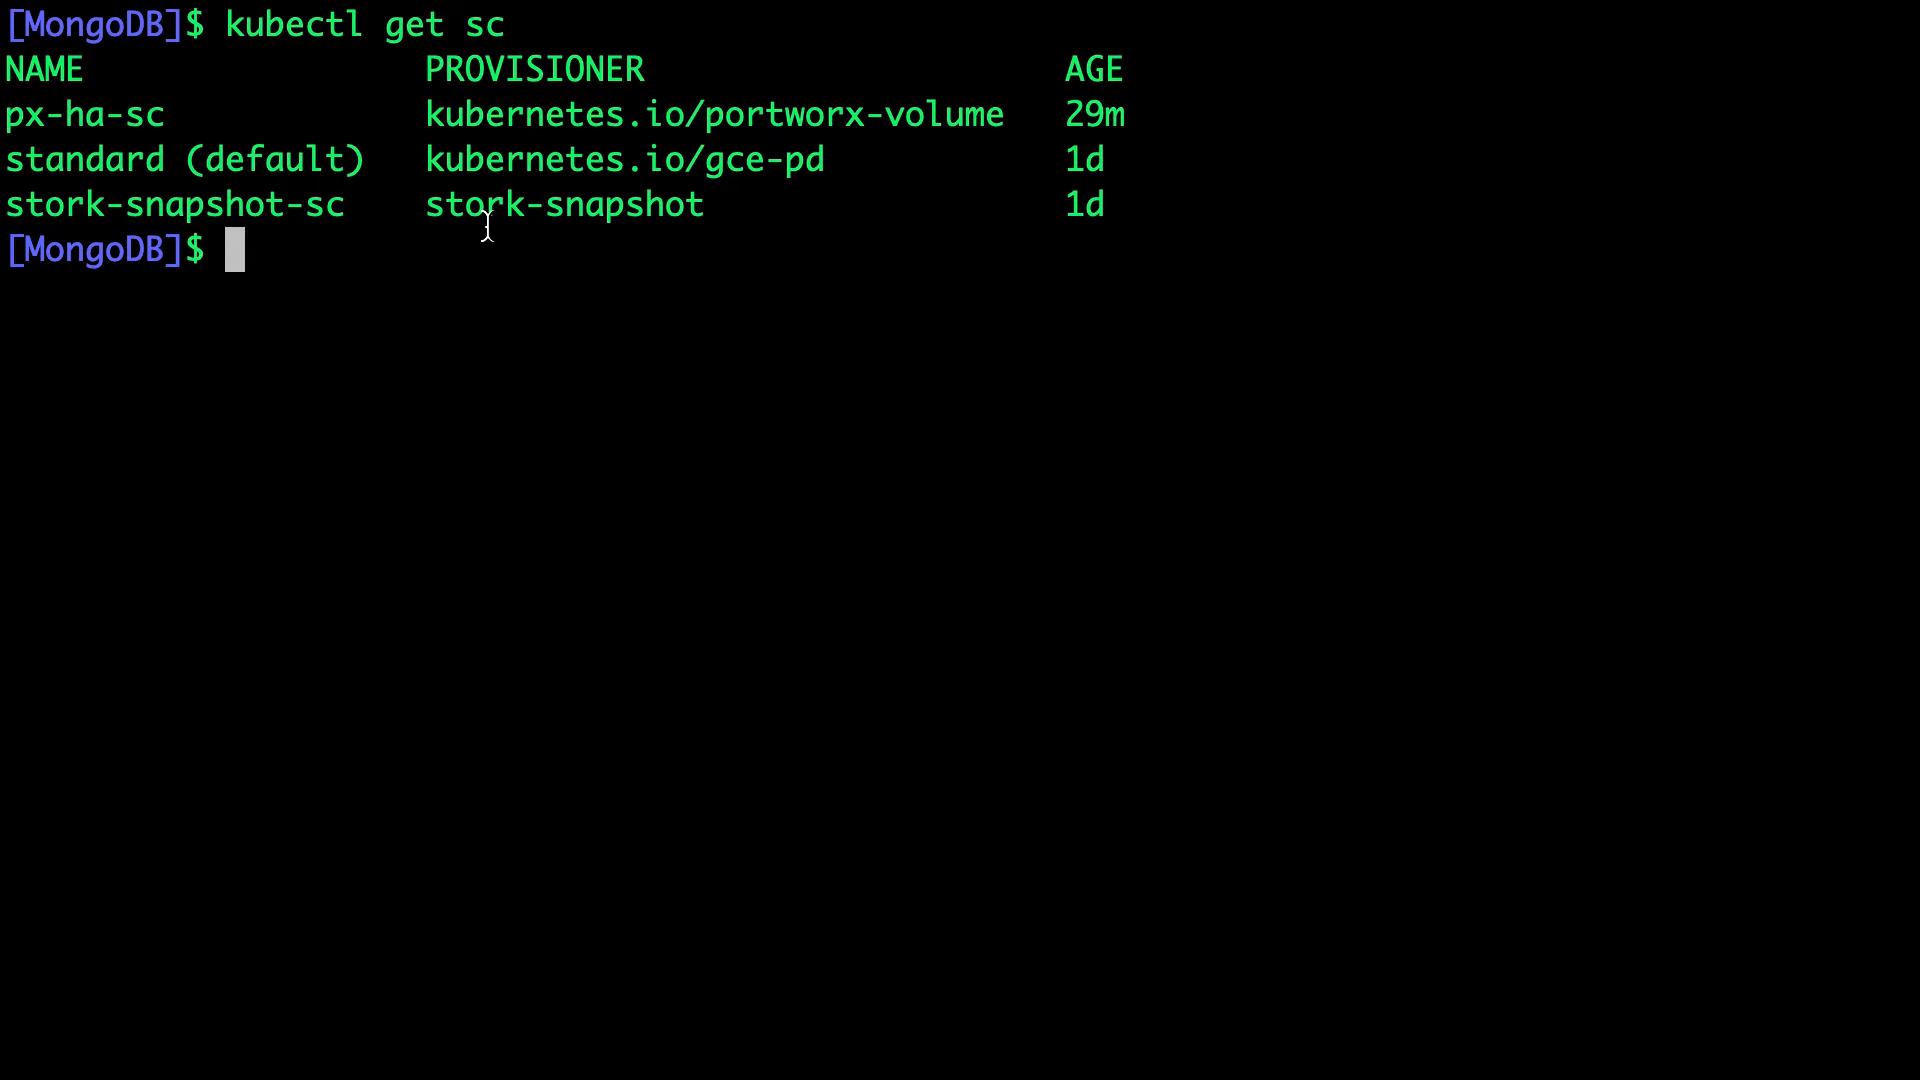 [MongoDB]$ kubectl get sc
NAME                 PROVISIONER                     AGE
px-ha-sc             kubernetes.io/portworx-volume   29m
standard (default)   kubernetes.io/gce-pd            1d
stork-snapshot-sc    stork-snapshot                  1d
[MongoDB]$